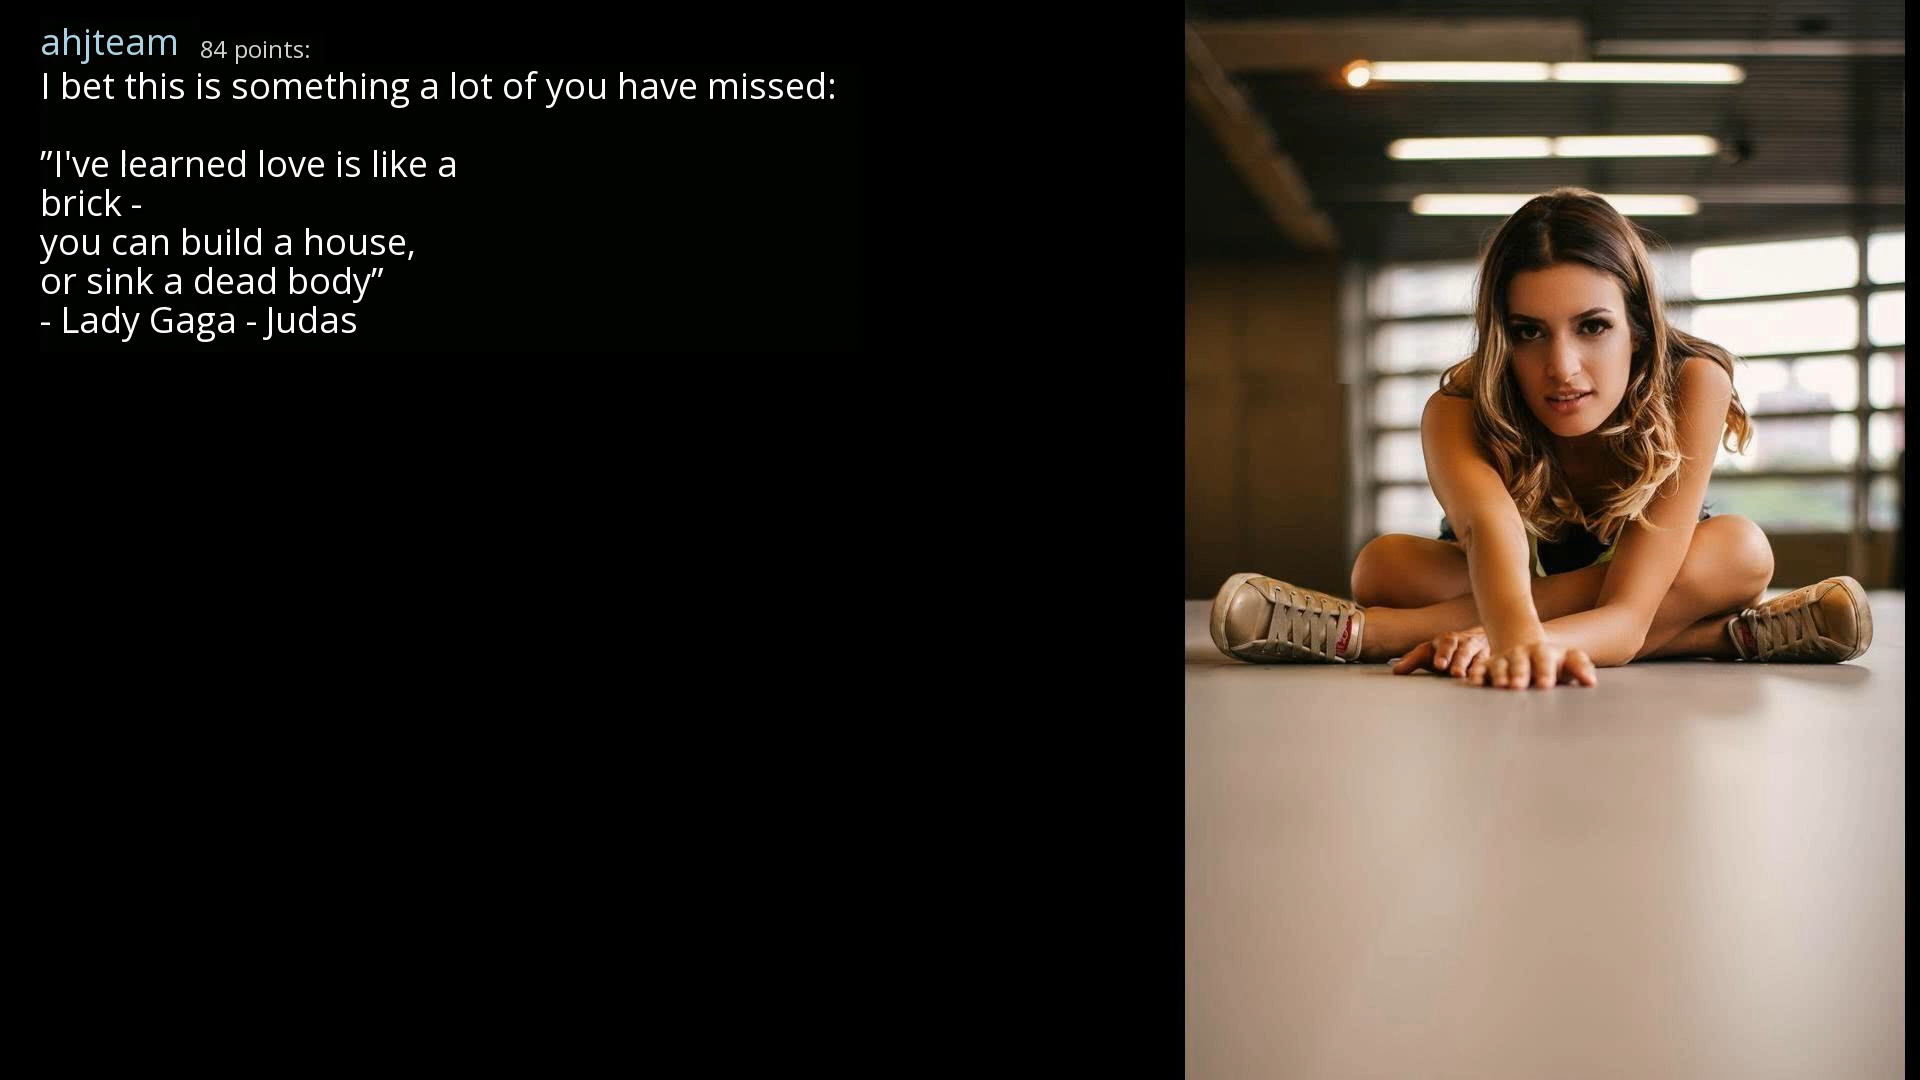 ahjteam 84 points:
I bet this is something a lot of you have missed:
”I've learned love is like a
brick -
you can build a house,
or sink a dead body”
- Lady Gaga - Judas